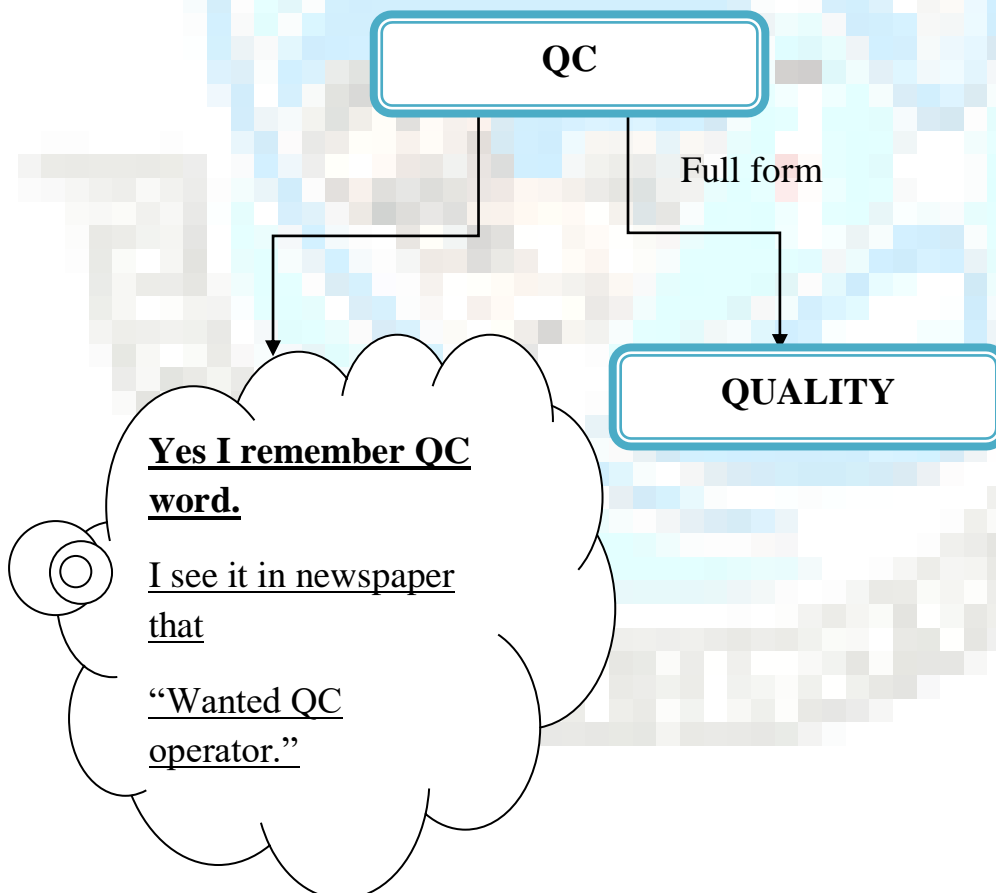 QC
Full form
QUALITY
Yes I remember QC
word.
I see it in newspaper
that
“Wanted QC
operator.”